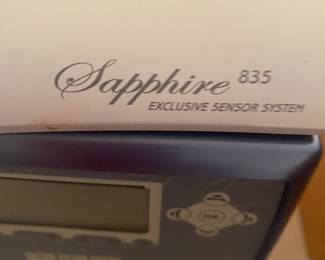 Sapphire 835
EXCLUSIVE SENSOR SYSTEM
OK